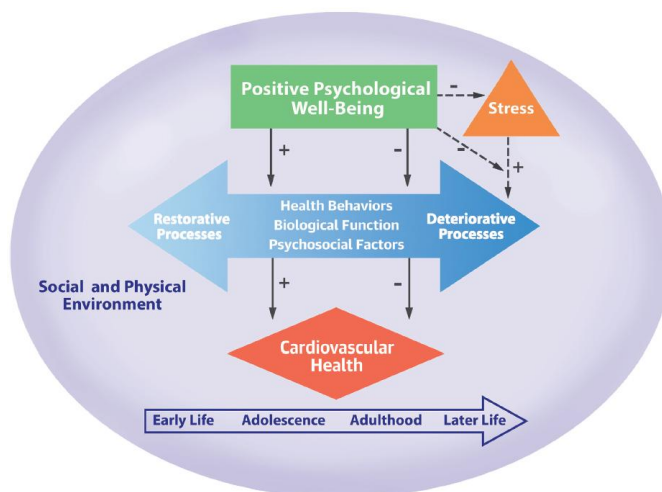 Positive Psychological
Well-Being
-
Stress
-
+
+
-
Restorative
Processes
Health Behaviors
Biological Function
Psychosocial Factors
Deteriorative
Processes
Social and Physical
Environment
+
-
Cardiovascular
Health
Early Life Adolescence Adulthood Later Life